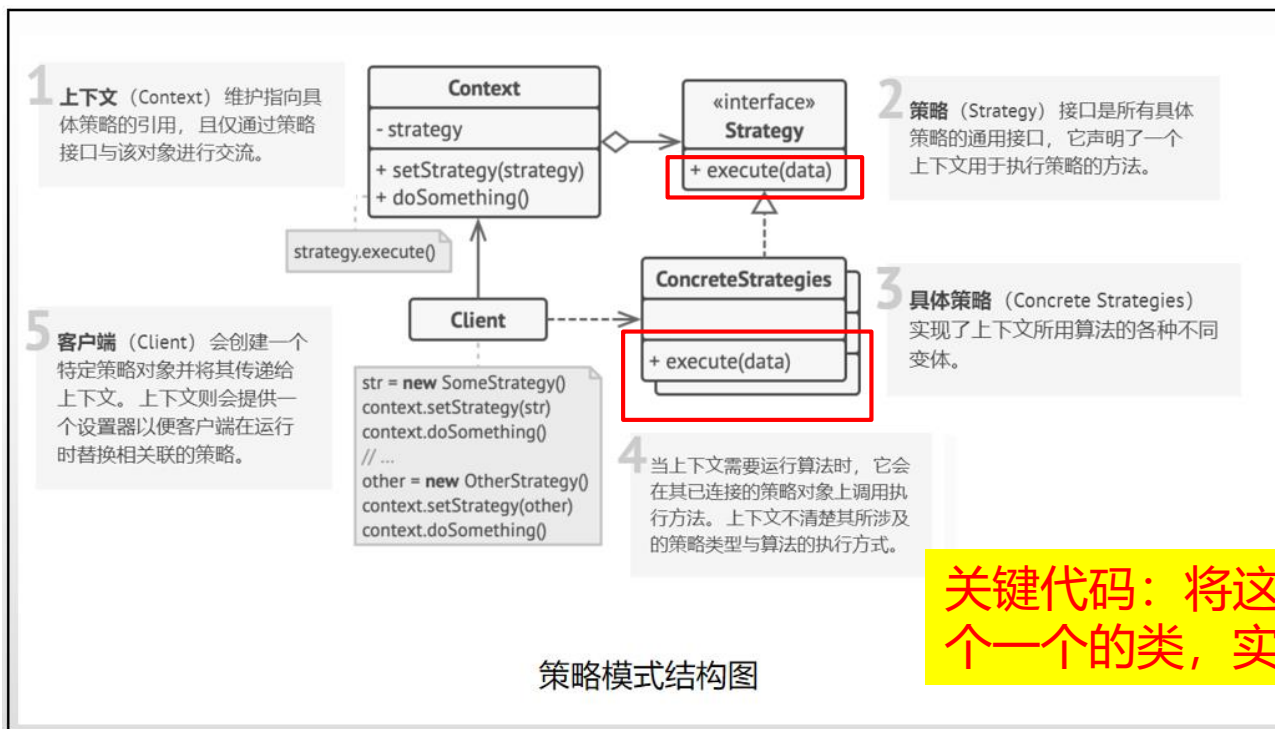 1
上下文（Context）维护指向具
体策略的引用，且仅通过策略
接口与该对象进行交流。
Context
- strategy
+ setStrategy(strategy)
+ doSomething()
strategy.execute()
«interface»
Strategy
+ execute(data)
2
策略（Strategy）接口是所有具体
策略的通用接口，它声明了一个
上下文用于执行策略的方法。
ConcreteStrategies
+ execute(data)
3
具体策略（Concrete Strategies）
实现了上下文所用算法的各种不同
变体。
Client
5
客户端（Client）会创建一个
特定策略对象并将其传递给
上下文。上下文则会提供一
个设置器以便客户端在运行
时替换相关联的策略。
str = new SomeStrategy()
context.setStrategy(str)
context.doSomething()
// ...
other = new OtherStrategy()
context.setStrategy(other)
context.doSomething()
4
当上下文需要运行算法时，它会
在其已连接的策略对象上调用执
行方法。上下文不清楚其所涉及
的策略类型与算法的执行方式。
关键代码：将这
个一个的类，实
策略模式结构图